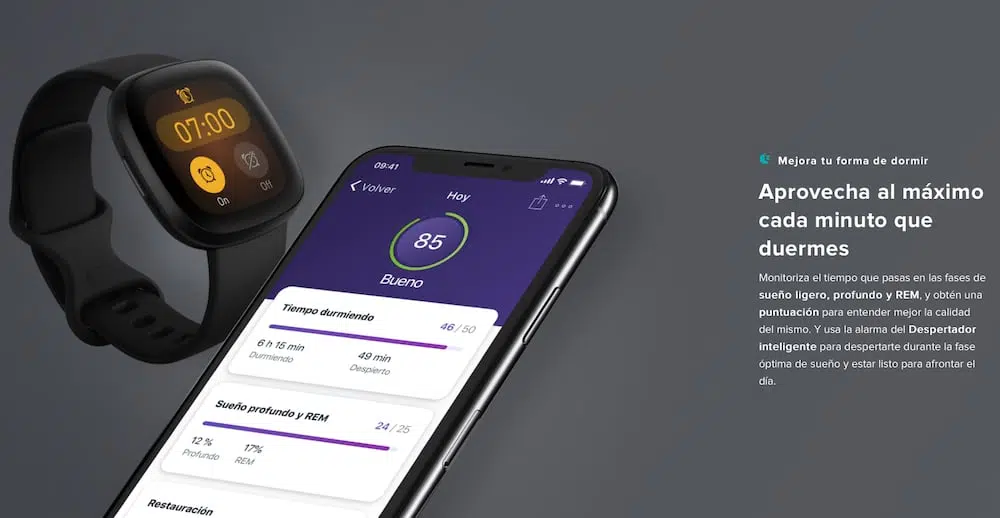 07:00
On
Off
09:41
Volver
Hoy
85
Bueno
Tiempo durmiendo
46 / 50
6 h 15 min
49 min
Durmiendo
Despierto
Sueño profundo y REM
24 / 25
12 %
17%
Profundo
REM
Restauración
Mejora tu forma de dormir
Aprovecha al máximo
cada minuto que
duermes
Monitoriza el tiempo que pasas en las fases de
sueño ligero, profundo y REM, y obtén una
puntuación para entender mejor la calidad
del mismo. Y usa la alarma del Despertador
inteligente para despertarte durante la fase
óptima de sueño y estar listo para afrontar el
día.